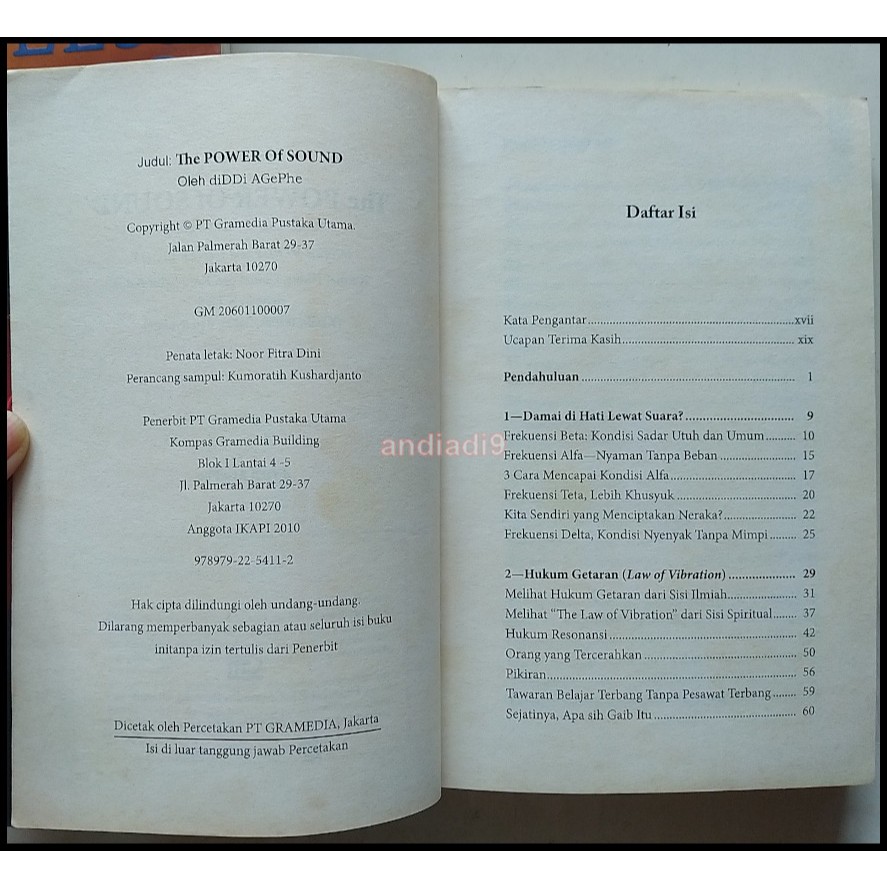 Judul: The POWER Of SOUND
Oleh diDDi AGePhe
Copyright © PT Gramedia Pustaka Utama.
Jalan Palmerah Barat 29-37
Jakarta 10270
GM 20601100007
Penata letak: Noor Fitra Dini
Perancang sampul: Kumoratih Kushardjanto
Penerbit PT Gramedia Pustaka Utama
Kompas Gramedia Building
Blok I Lantai 4 -5
Jl. Palmerah Barat 29-37
Jakarta 10270
Anggota IKAPI 2010
978979-22-5411-2
Hak cipta dilindungi oleh undang-undang.
Dilarang memperbanyak sebagian atau seluruh isi buku
initanpa izin tertulis dari Penerbit
Dicetak oleh Percetakan PT GRAMEDIA, Jakarta
Isi di luar tanggung jawab Percetakan
andiadi9
Daftar Isi
Kata Pengantar..........xvii
Ucapan Terima Kasih.......... xix
Pendahuluan .......... 1
1—Damai di Hati Lewat Suara? .......... 9
Frekuensi Beta: Kondisi Sadar Utuh dan Umum.......... 10
Frekuensi Alfa—Nyaman Tanpa Beban .......... 15
3 Cara Mencapai Kondisi Alfa.......... 17
Frekuensi Teta, Lebih Khusyuk.......... 20
Kita Sendiri yang Menciptakan Neraka?.......... 22
Frekuensi Delta, Kondisi Nyenyak Tanpa Mimpi.......... 25
2—Hukum Getaran (Law of Vibration) .......... 29
Melihat Hukum Getaran dari Sisi Ilmiah.......... 31
Melihat “The Law of Vibration” dari Sisi Spiritual.......... 37
Hukum Resonansi .......... 42
Orang yang Tercerahkan .......... 50
Pikiran.......... 56
Tawaran Belajar Terbang Tanpa Pesawat Terbang.......... 59
Sejatinya, Apa sih Gaib Itu .......... 60